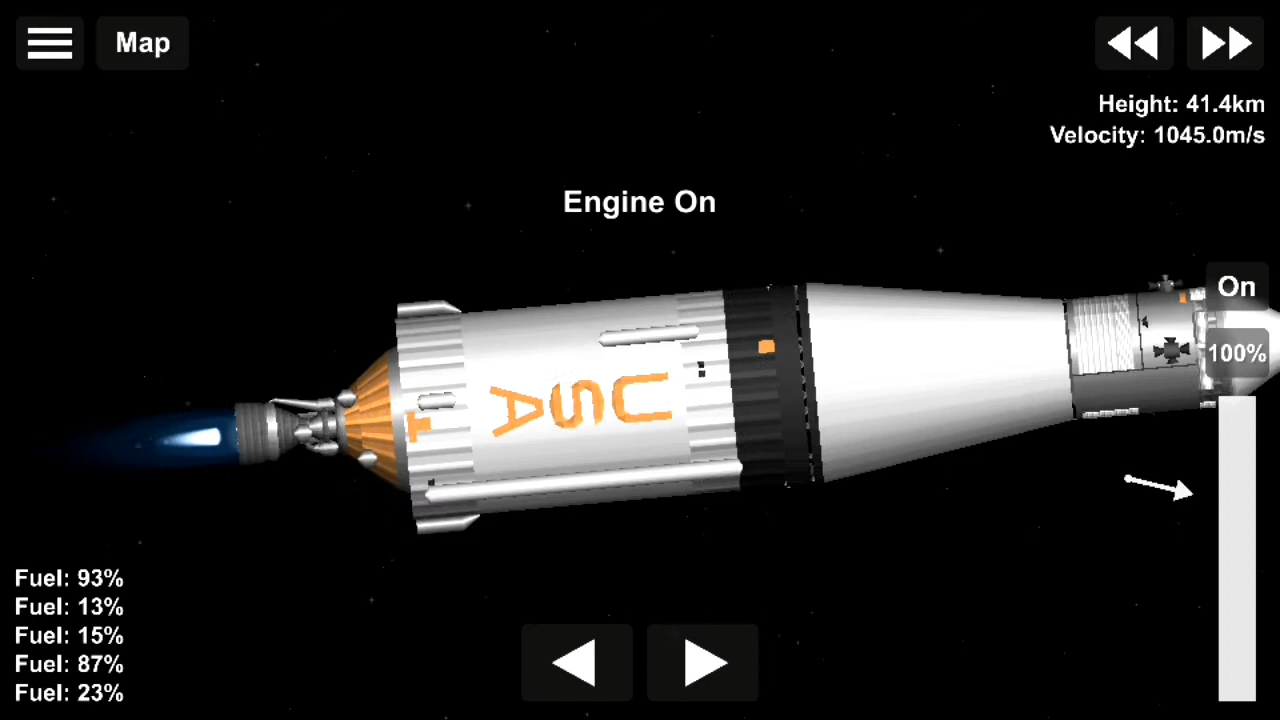 Map
Height: 41.4km
Velocity: 1045.0m/s
Engine On
On
100%
USA
Fuel: 93%
Fuel: 13%
Fuel: 15%
Fuel: 87%
Fuel: 23%